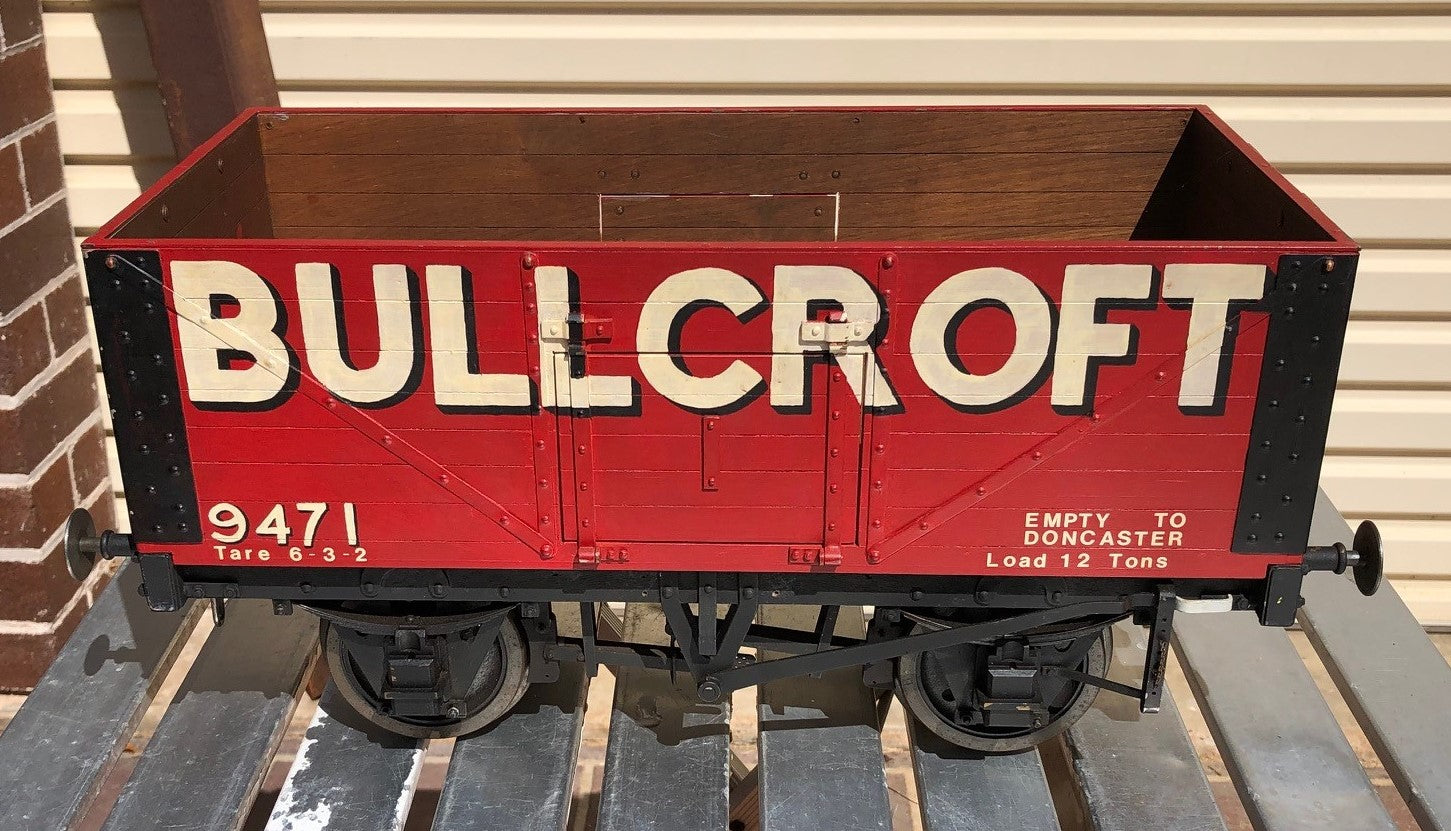 BULLCROFT
9471
Tare 6-3-2
EMPTY TO
DONCASTER
Load 12 Tons